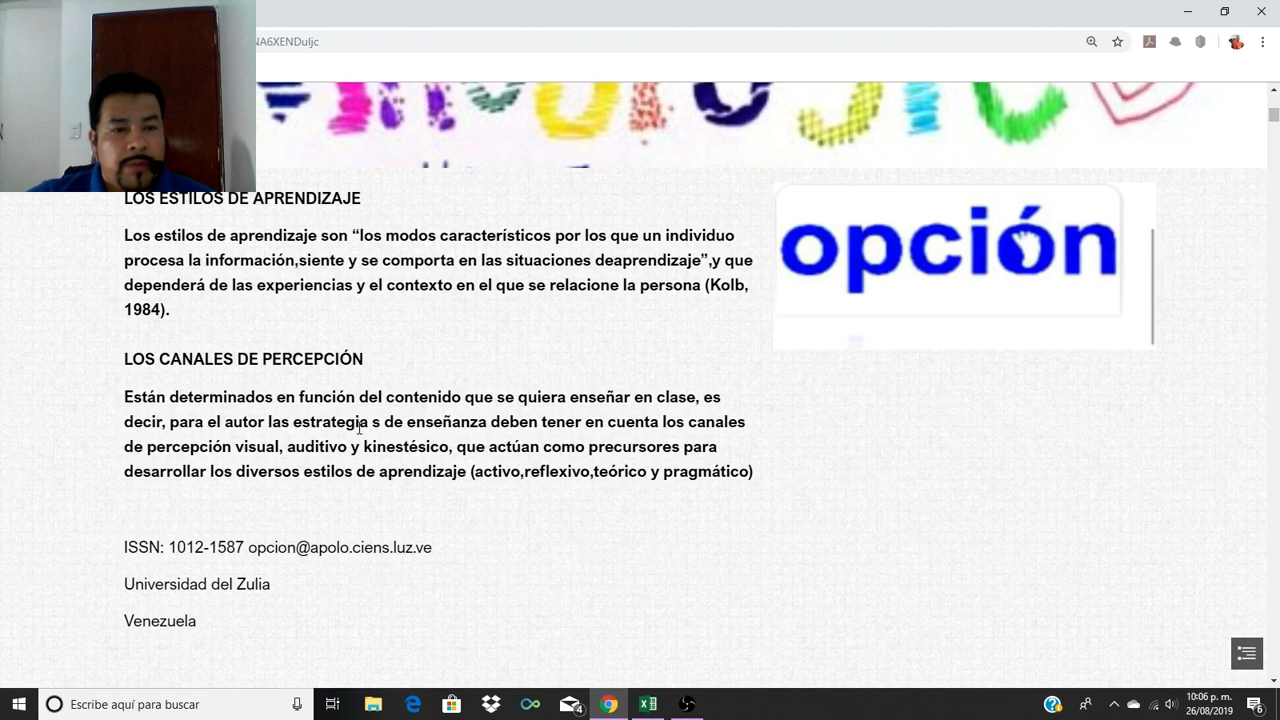 NA6XENDuljc
LOS ESTILOS DE APRENDIZAJE
Los estilos de aprendizaje son “los modos característicos por los que un individuo
procesa la información,siente y se comporta en las situaciones deaprendizaje”,y que
dependerá de las experiencias y el contexto en el que se relacione la persona (Kolb,
1984).
opción
LOS CANALES DE PERCEPCIÓN
Están determinados en función del contenido que se quiera enseñar en clase, es
decir, para el autor las estrategia s de enseñanza deben tener en cuenta los canales
de percepción visual, auditivo y kinestésico, que actúan como precursores para
desarrollar los diversos estilos de aprendizaje (activo,reflexivo,teórico y pragmático)
ISSN: 1012-1587 opcion@apolo.ciens.luz.ve
Universidad del Zulia
Venezuela
Escribe aquí para buscar
4
10:06 p. m.
26/08/2019
6